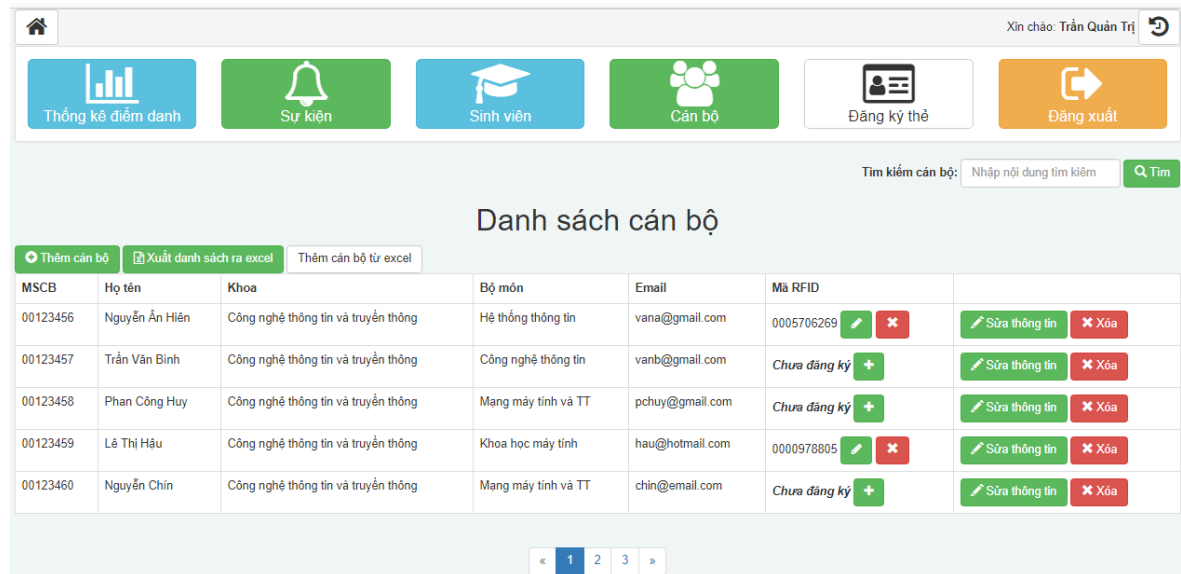 Xin chào: Trần Quản Trị
Thống kê điểm danh Sự kiện Sinh viên Cán bộ Đăng ký thẻ Đăng xuất
Tìm kiếm cán bộ: Nhập nội dung tìm kiếm Tìm
Danh sách cán bộ
Thêm cán bộ Xuất danh sách ra excel Thêm cán bộ từ excel
MSCB Họ tên Khoa Bộ môn Email Mã RFID
00123456 Nguyễn Ẩn Hiên Công nghệ thông tin và truyền thông Hệ thống thông tin vana@gmail.com 0005706269 Sửa thông tin Xóa
00123457 Trần Văn Bình Công nghệ thông tin và truyền thông Công nghệ thông tin vanb@gmail.com Chưa đăng ký Sửa thông tin Xóa
00123458 Phan Công Huy Công nghệ thông tin và truyền thông Mạng máy tính và TT pchuy@gmail.com Chưa đăng ký Sửa thông tin Xóa
00123459 Lê Thị Hậu Công nghệ thông tin và truyền thông Khoa học máy tính hau@hotmail.com 0000978805 Sửa thông tin Xóa
00123460 Nguyễn Chín Công nghệ thông tin và truyền thông Mạng máy tính và TT chin@email.com Chưa đăng ký Sửa thông tin Xóa
« 1 2 3 »